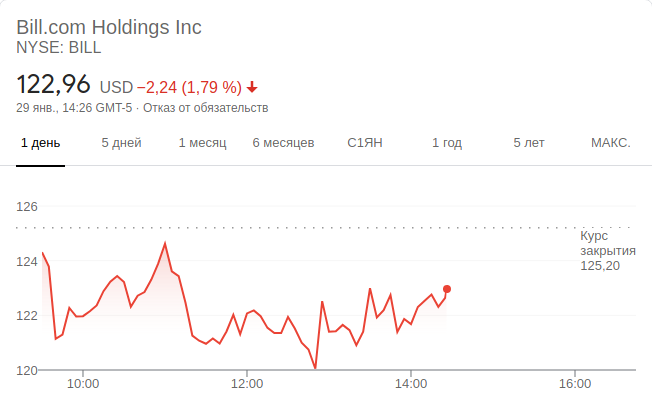 Bill.com Holdings Inc
NYSE: BILL
122,96 USD −2,24 (1,79 %)
29 янв., 14:26 GMT-5 · Отказ от обязательств
1 день 5 дней 1 месяц 6 месяцев С1ЯН 1 год 5 лет МАКС.
126
Курс
закрытия
125,20
124
122
120
10:00 12:00 14:00 16:00